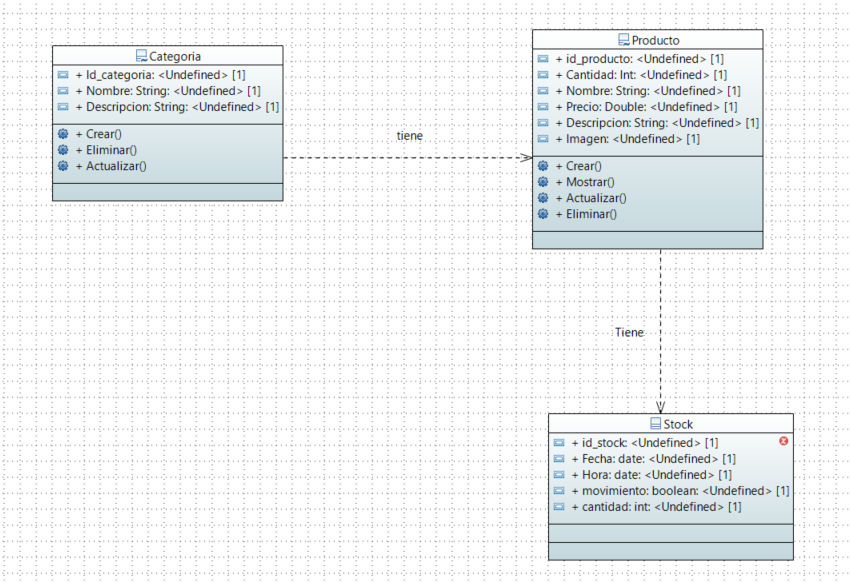 Categoria
+ Id_categoria: <Undefined> [1]
+ Nombre: String: <Undefined> [1]
+ Descripcion: String: <Undefined> [1]
+ Crear()
+ Eliminar()
+ Actualizar()
tiene
Producto
+ id_producto: <Undefined> [1]
+ Cantidad: Int: <Undefined> [1]
+ Nombre: String: <Undefined> [1]
+ Precio: Double: <Undefined> [1]
+ Descripcion: String: <Undefined> [1]
+ Imagen: <Undefined> [1]
+ Crear()
+ Mostrar()
+ Actualizar()
+ Eliminar()
Tiene
Stock
+ id_stock: <Undefined> [1]
+ Fecha: date: <Undefined> [1]
+ Hora: date: <Undefined> [1]
+ movimiento: boolean: <Undefined> [1]
+ cantidad: int: <Undefined> [1]